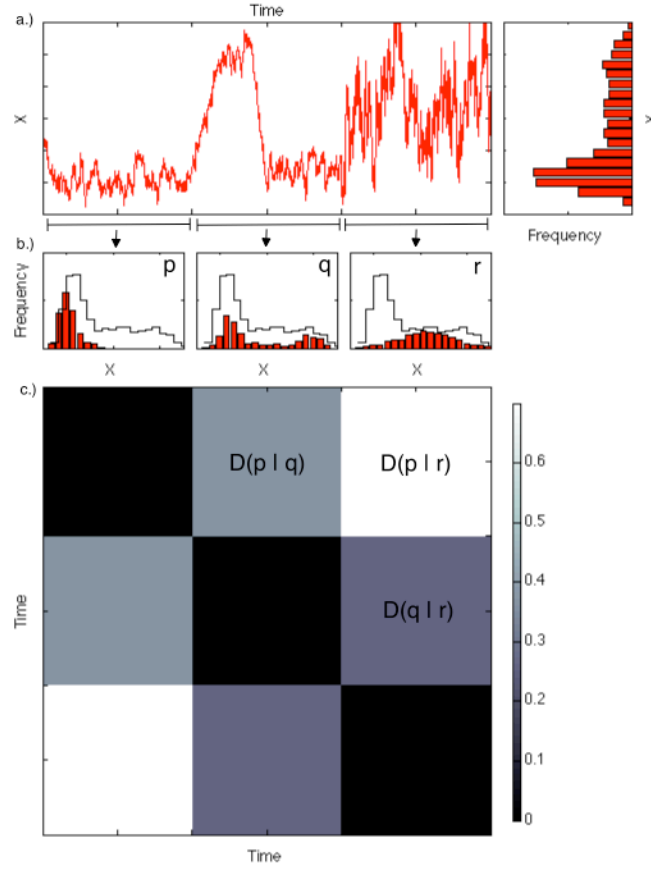 Time
a.)
X
X
Frequency
b.)
Frequency
p
q
r
X
X
X
c.)
D(p | q)
D(p | r)
D(q | r)
Time
Time
0.6
0.5
0.4
0.3
0.2
0.1
0